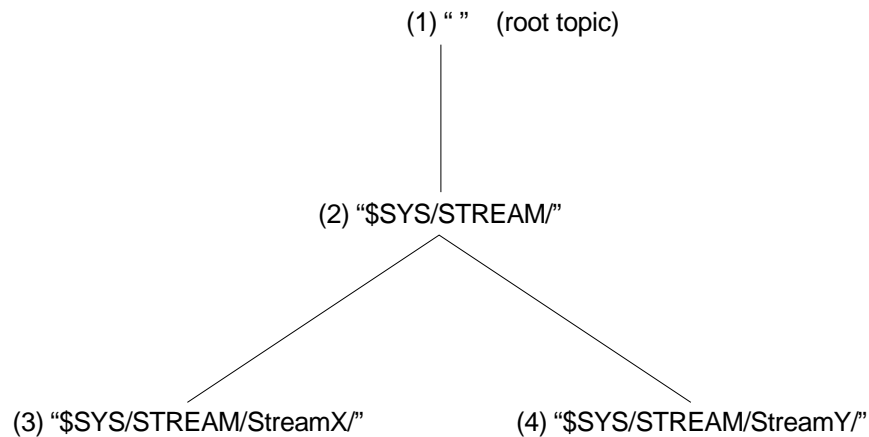 (1) “ ” (root topic)
(2) “$SYS/STREAM/”
(3) “$SYS/STREAM/StreamX/”
(4) “$SYS/STREAM/StreamY/”